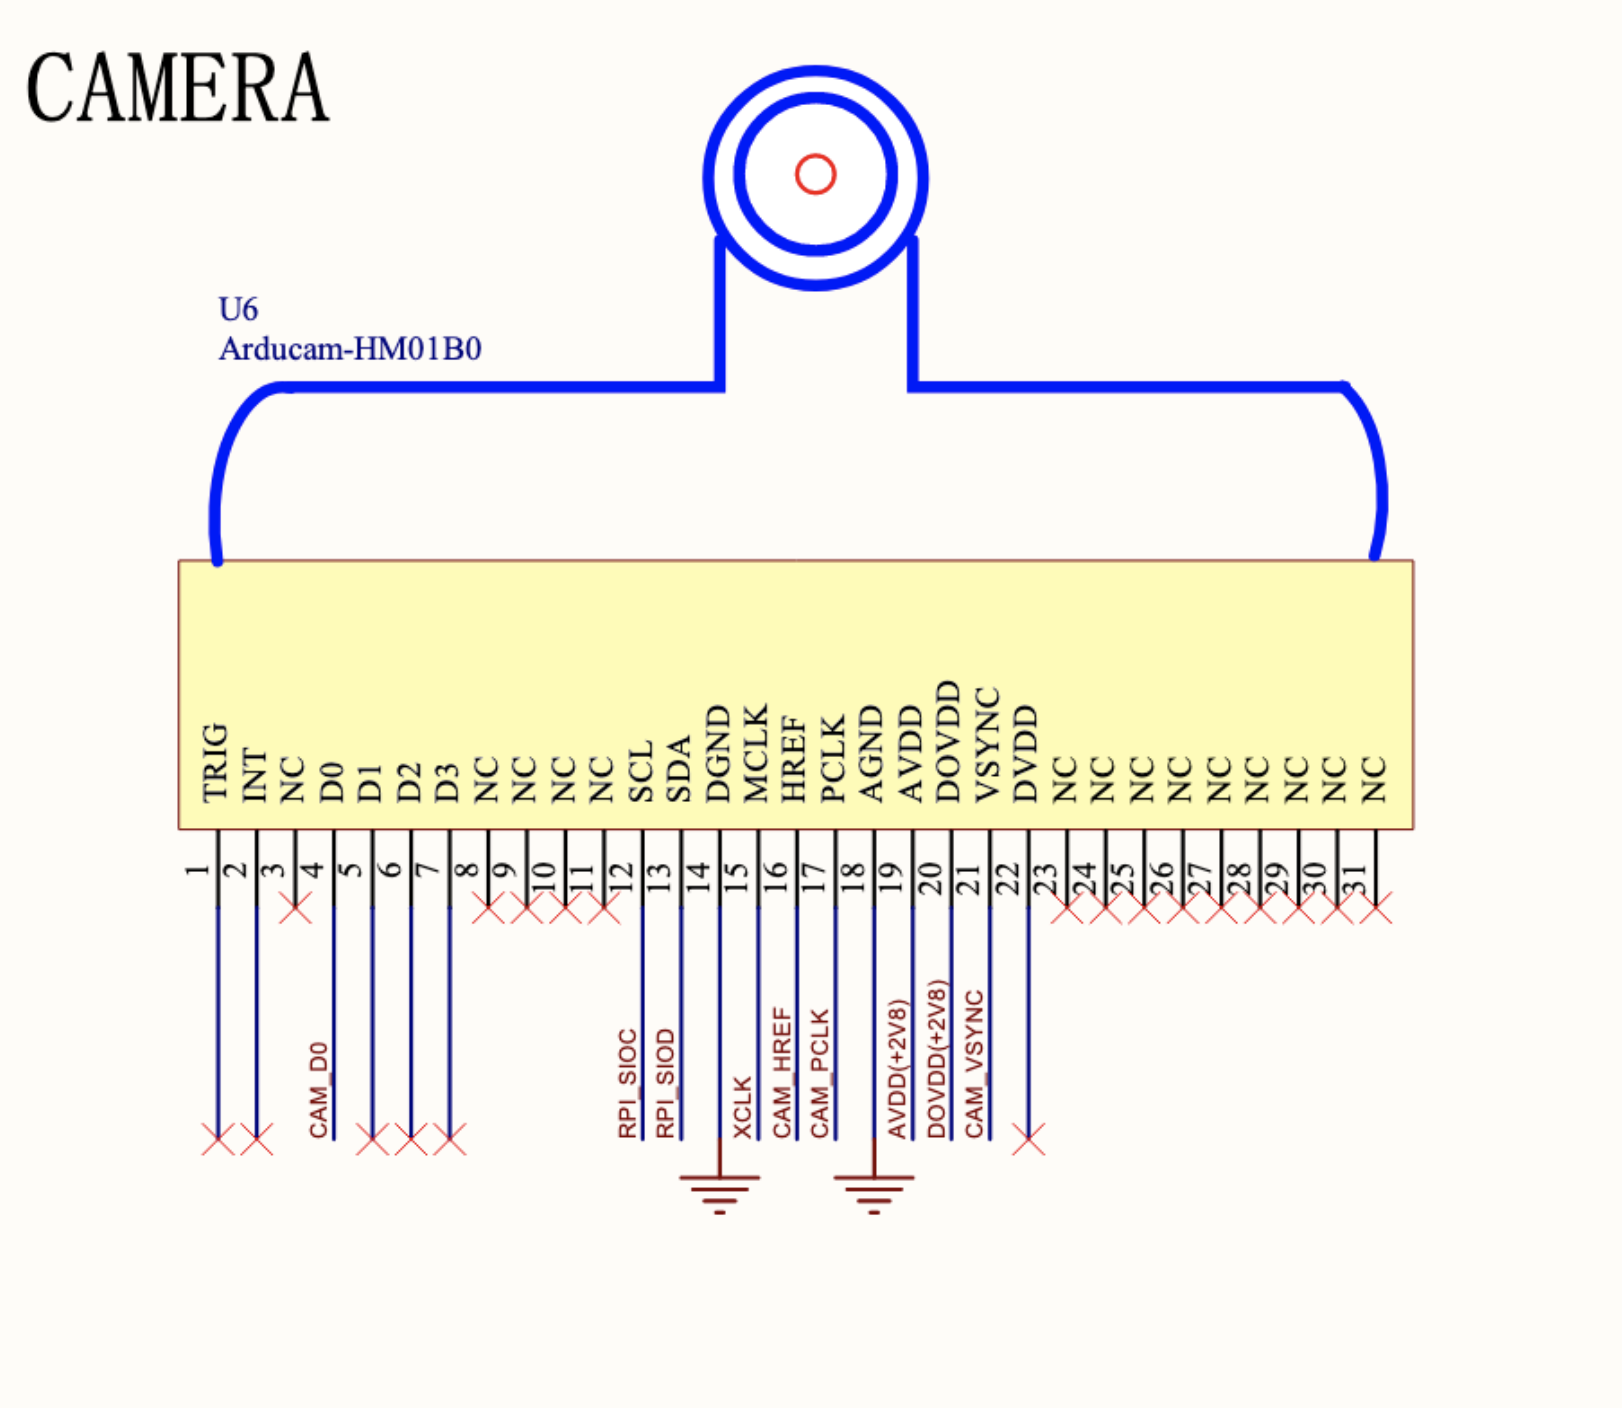 CAMERA
U6
Arducam-HM01B0
TRIG
INT
NC
D0
D1
D2
D3
NC
NC
NC
NC
SCL
SDA
DGND
MCLK
HREF
PCLK
AGND
AVDD
DOVDD
VSYNC
DVDD
NC
NC
NC
NC
NC
NC
NC
NC
NC
1
2
3
4
5
6
7
8
9
10
11
12
13
14
15
16
17
18
19
20
21
22
23
24
25
26
27
28
29
30
31
CAM_D0
RPI_SIOC
RPI_SIOD
XCLK
CAM_HREF
CAM_PCLK
AVDD(+2V8)
DOVDD(+2V8)
CAM_VSYNC